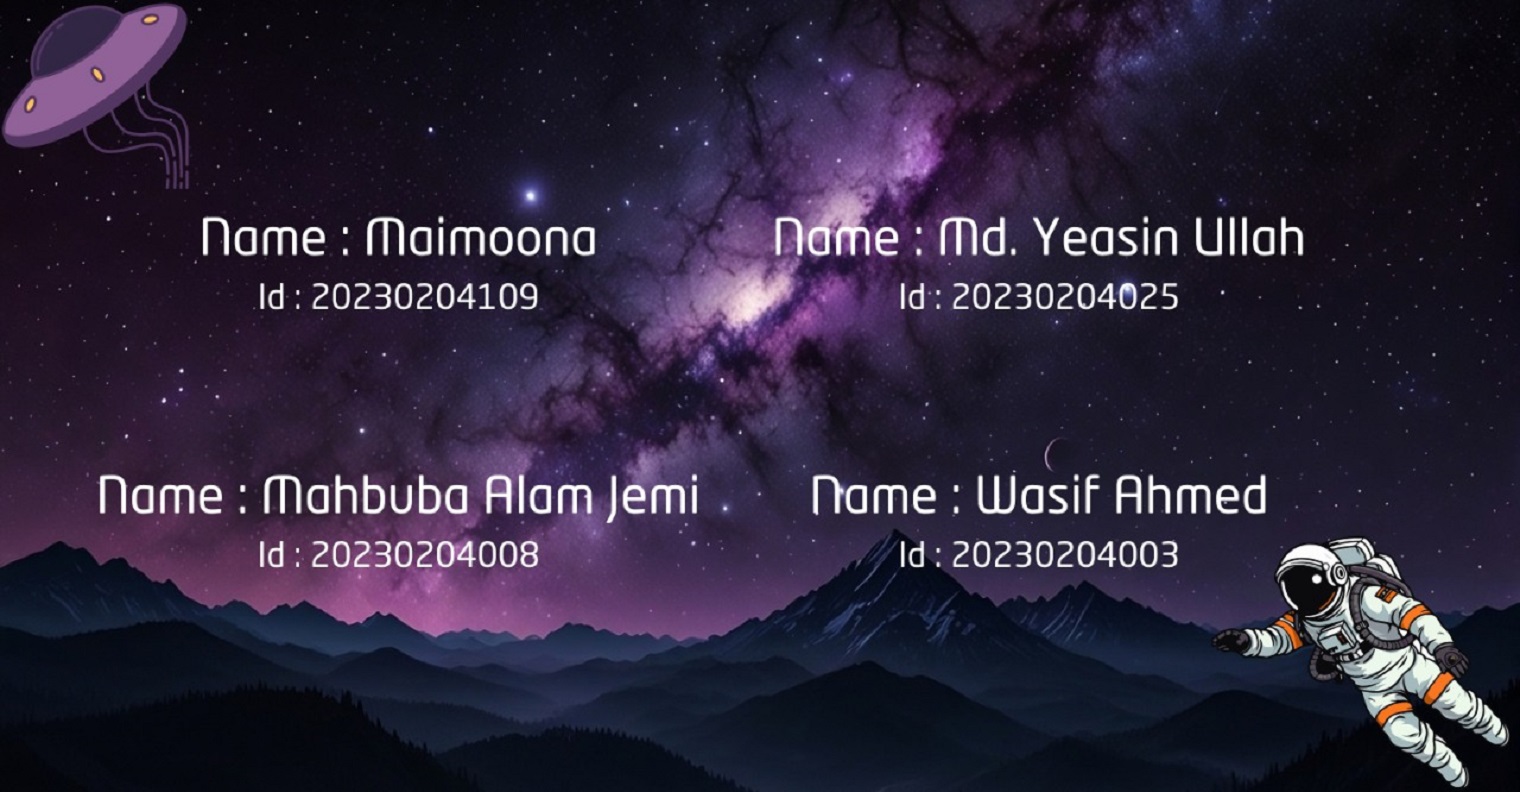 Name : Maimoona
Id : 20230204109
Name : Md. Yeasin Ullah
Id : 20230204025
Name : Mahbuba Alam Jemi
Id : 20230204008
Name : Wasif Ahmed
Id : 20230204003